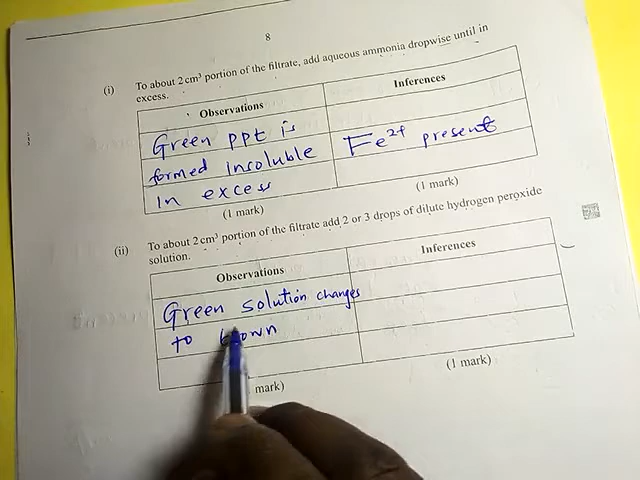 8
(i) To about 2 cm³ portion of the filtrate, add aqueous ammonia dropwise until in
excess.
Observations Inferences
Green ppt is
formed insoluble
in excess
Fe²⁺ present
(1 mark) (1 mark)
(ii) To about 2 cm³ portion of the filtrate add 2 or 3 drops of dilute hydrogen peroxide
solution.
Observations Inferences
Green solution changes
to brown
mark) (1 mark)